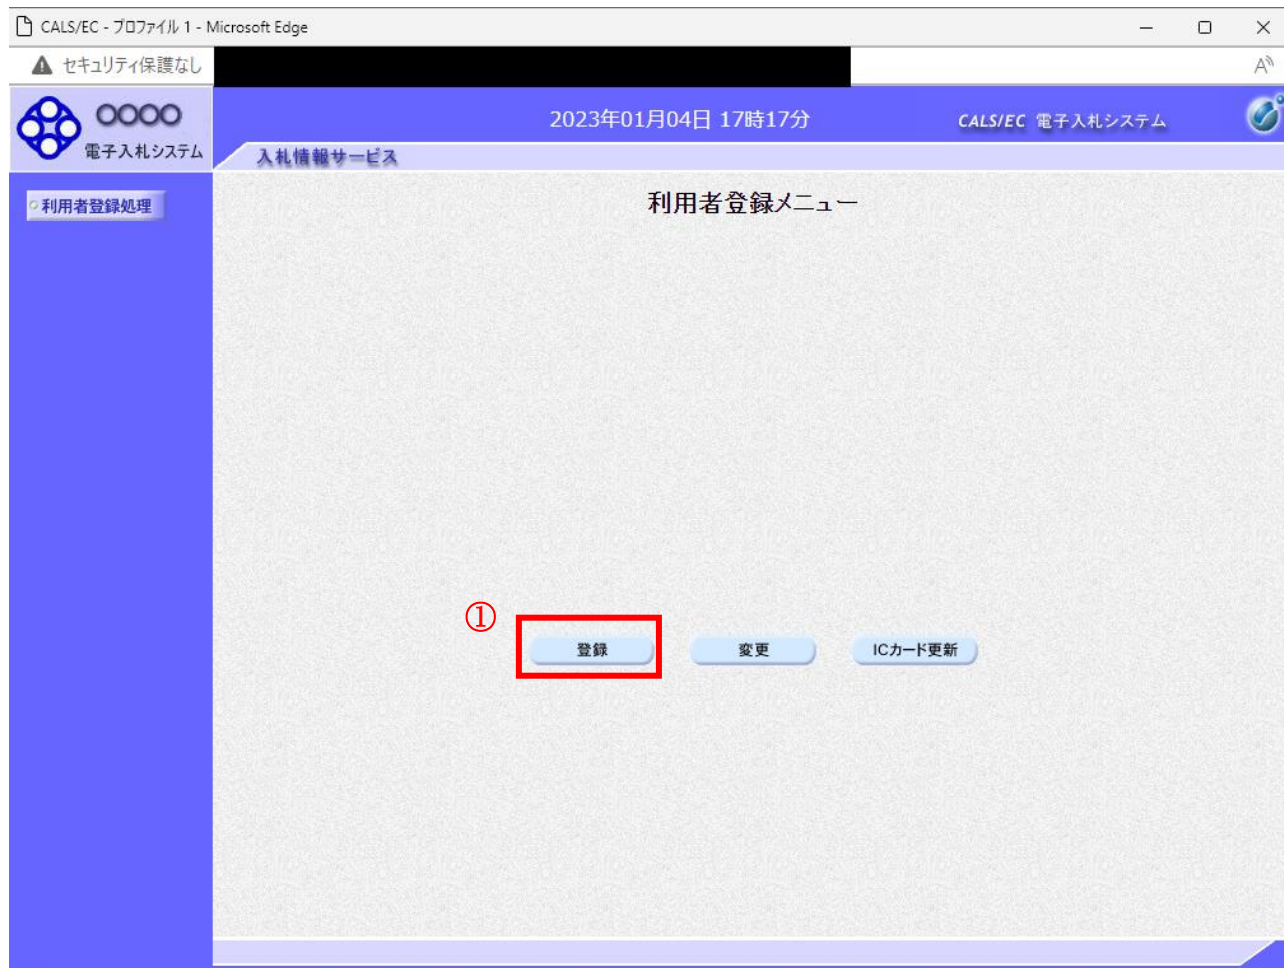 CALS/EC - プロファイル 1 - Microsoft Edge
セキュリティ保護なし
A
○○○○
電子入札システム
2023年01月04日 17時17分
CALS/EC 電子入札システム
入札情報サービス
利用者登録処理
利用者登録メニュー
①
登録 変更 ICカード更新